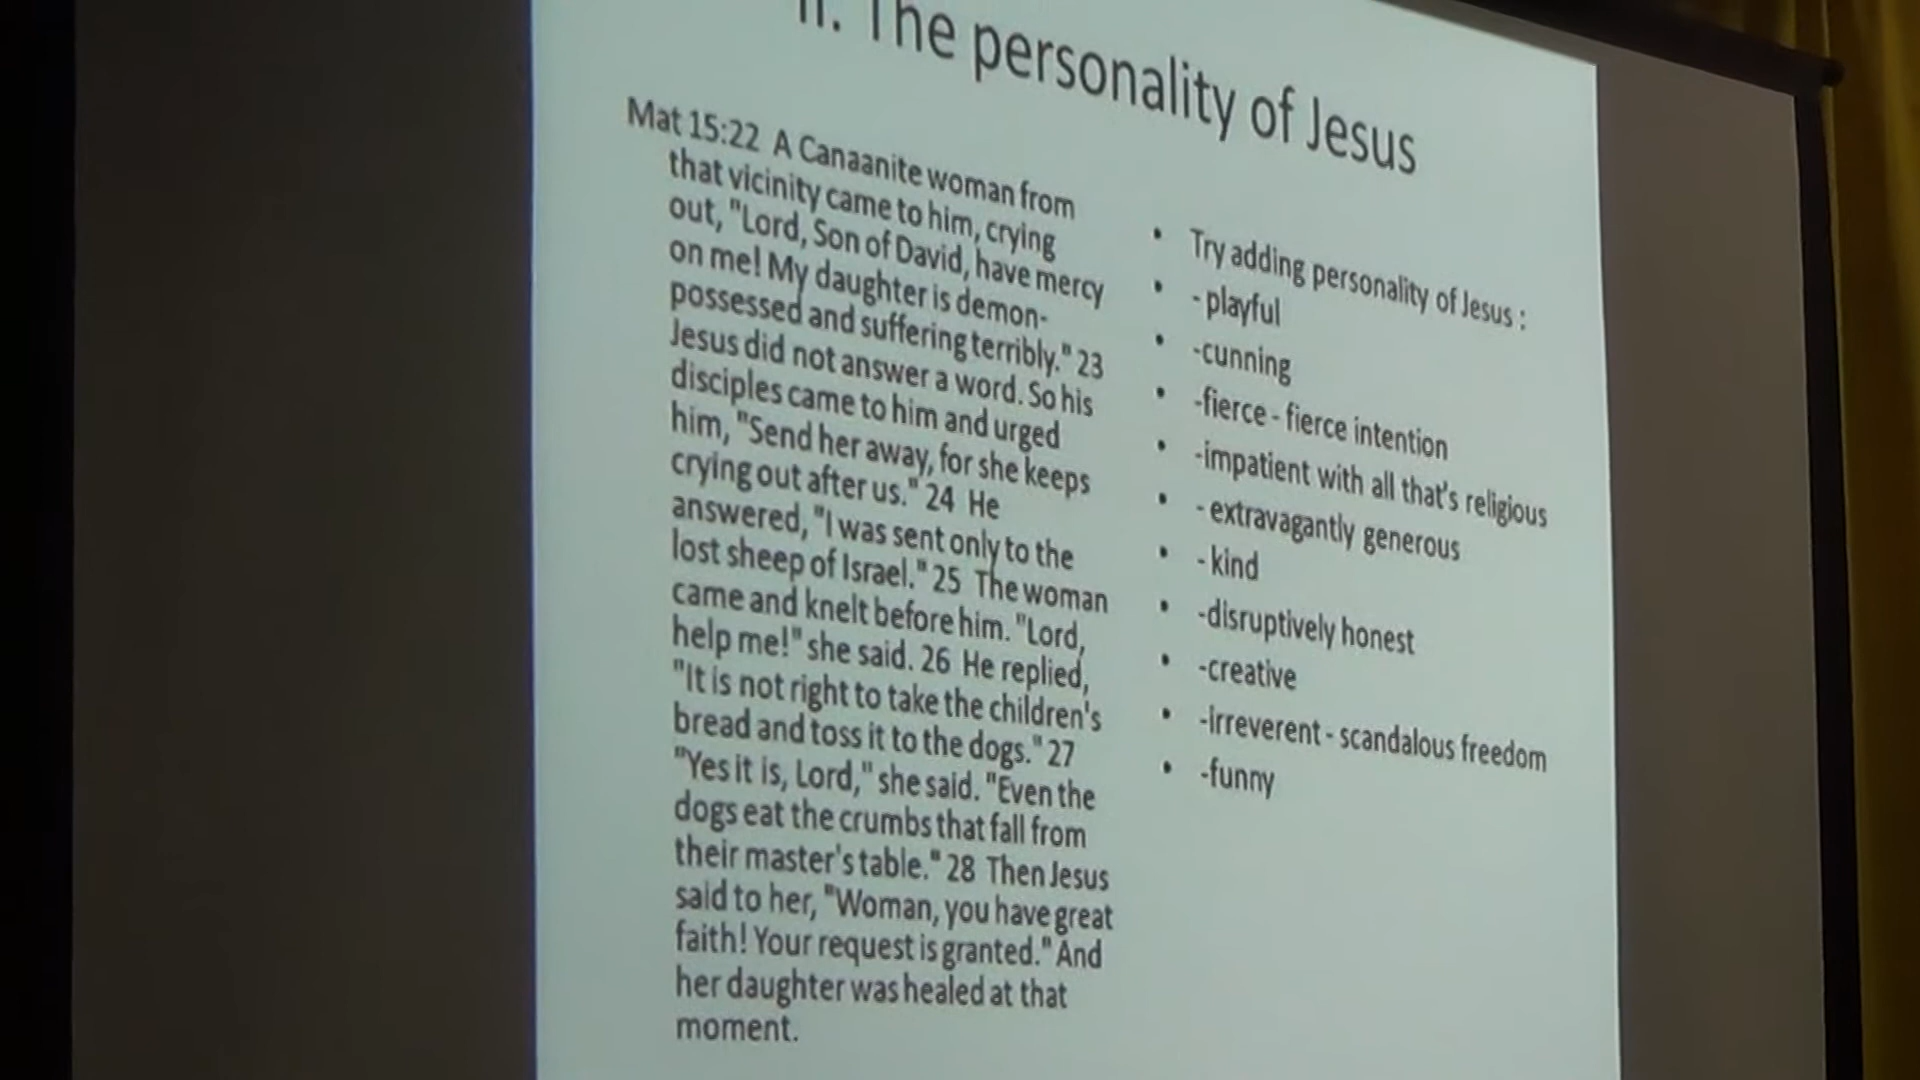 II. The personality of Jesus
Mat 15:22 A Canaanite woman from
that vicinity came to him, crying
out, "Lord, Son of David, have mercy
on me! My daughter is demon-
possessed and suffering terribly." 23
Jesus did not answer a word. So his
disciples came to him and urged
him, "Send her away, for she keeps
crying out after us." 24 He
answered, "I was sent only to the
lost sheep of Israel." 25 The woman
came and knelt before him. "Lord,
help me!" she said. 26 He replied,
"It is not right to take the children's
bread and toss it to the dogs." 27
"Yes it is, Lord," she said. "Even the
dogs eat the crumbs that fall from
their master's table." 28 Then Jesus
said to her, "Woman, you have great
faith! Your request is granted." And
her daughter was healed at that
moment.
• Try adding personality of Jesus :
• - playful
• -cunning
• -fierce - fierce intention
• -impatient with all that's religious
• - extravagantly generous
• - kind
• -disruptively honest
• -creative
• -irreverent - scandalous freedom
• -funny